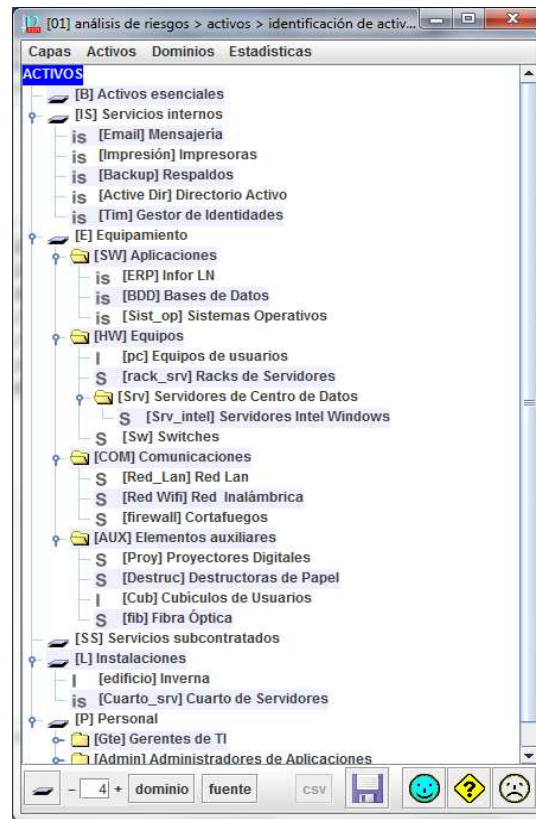 [01] análisis de riesgos > activos > identificación de activ...
Capas Activos Dominios Estadísticas
ACTIVOS
[B] Activos esenciales
[IS] Servicios internos
is [Email] Mensajería
is [Impresión] Impresoras
is [Backup] Respaldos
is [Active Dir] Directorio Activo
is [Tim] Gestor de Identidades
[E] Equipamiento
[SW] Aplicaciones
is [ERP] Infor LN
is [BDD] Bases de Datos
is [Sist_op] Sistemas Operativos
[HW] Equipos
I [pc] Equipos de usuarios
S [rack_srv] Racks de Servidores
[Srv] Servidores de Centro de Datos
S [Srv_intel] Servidores Intel Windows
S [Sw] Switches
[COM] Comunicaciones
S [Red_Lan] Red Lan
S [Red Wifi] Red Inalámbrica
S [firewall] Cortafuegos
[AUX] Elementos auxiliares
S [Proy] Proyectores Digitales
S [Destruc] Destructoras de Papel
I [Cub] Cubículos de Usuarios
S [fib] Fibra Óptica
[SS] Servicios subcontratados
[L] Instalaciones
I [edificio] Inverna
is [Cuarto_srv] Cuarto de Servidores
[P] Personal
[Gte] Gerentes de TI
[Admin] Administradores de Aplicaciones
- 4 + dominio fuente csv ?